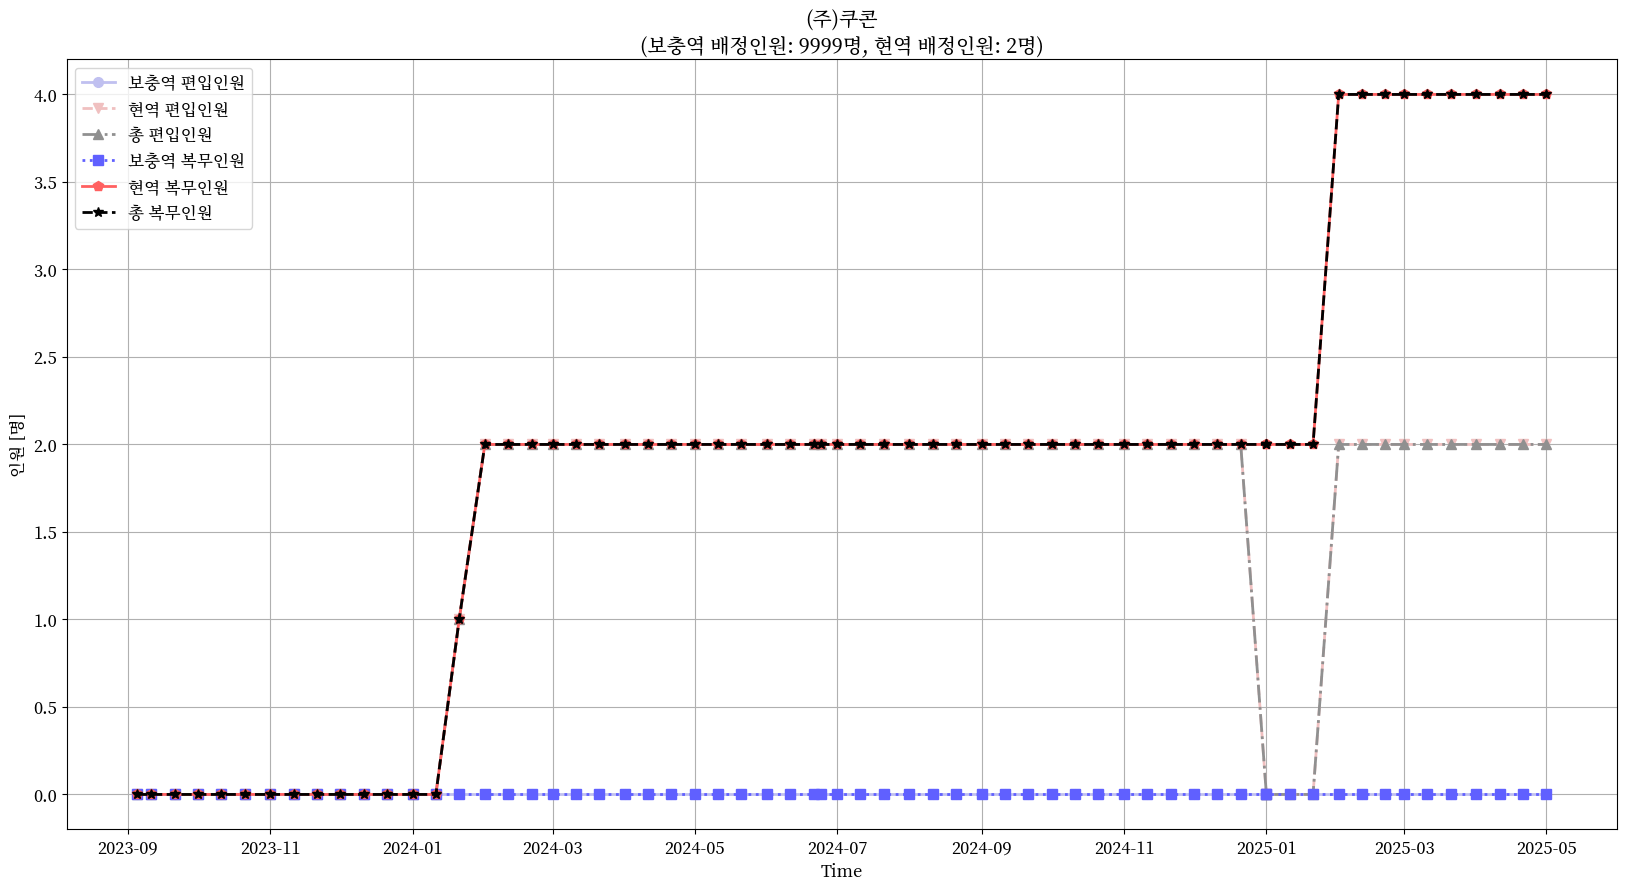 (주)쿠콘
(보충역 배정인원: 9999명, 현역 배정인원: 2명)
보충역 편입인원
현역 편입인원
총 편입인원
보충역 복무인원
현역 복무인원
총 복무인원
인원 [명]
4.0
3.5
3.0
2.5
2.0
1.5
1.0
0.5
0.0
2023-09
2023-11
2024-01
2024-03
2024-05
2024-07
2024-09
2024-11
2025-01
2025-03
2025-05
Time